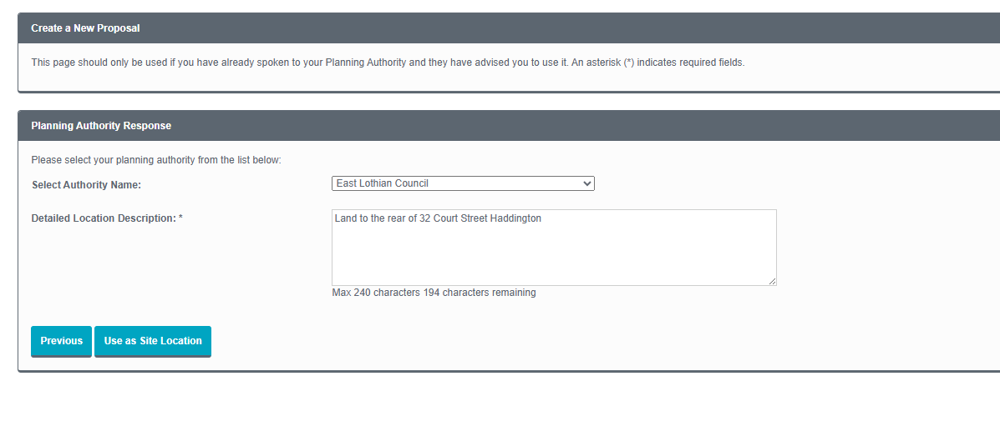 Create a New Proposal
This page should only be used if you have already spoken to your Planning Authority and they have advised you to use it. An asterisk (*) indicates required fields.
Planning Authority Response
Please select your planning authority from the list below:
Select Authority Name:
East Lothian Council
Detailed Location Description: *
Land to the rear of 32 Court Street Haddington
Max 240 characters 194 characters remaining
Previous
Use as Site Location